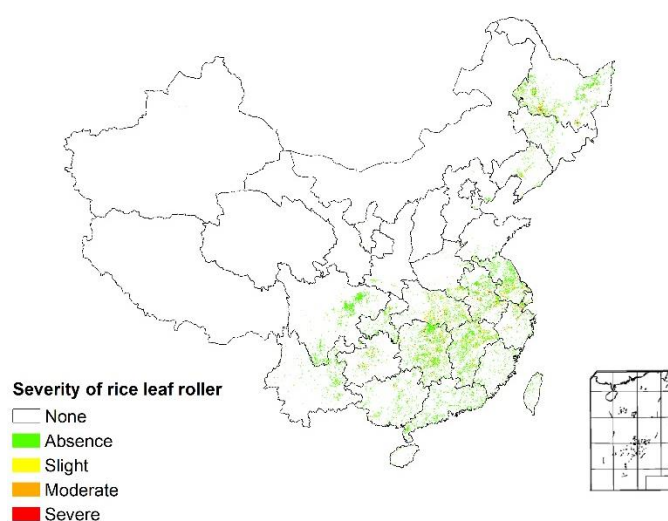 Severity of rice leaf roller
None
Absence
Slight
Moderate
Severe